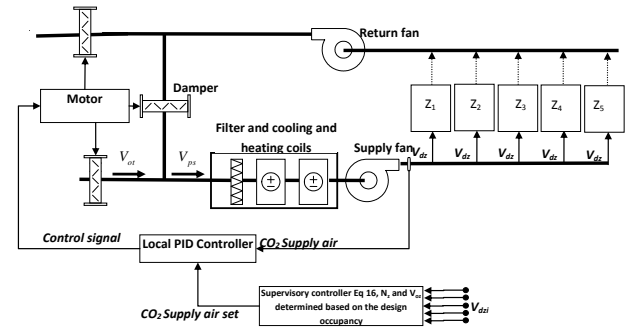 Return fan
Motor
Damper
Z1
Z2
Z3
Z4
Z5
Filter and cooling and
heating coils
Supply fan
Vot
Vps
± ±
Vdz
Vdz Vdz Vdz Vdz Vdz
Control signal
Local PID Controller
CO2 Supply air
Supervisory controller Eq 16, Nz and Voz
determined based on the design
occupancy
Vdzi
CO2 Supply air set